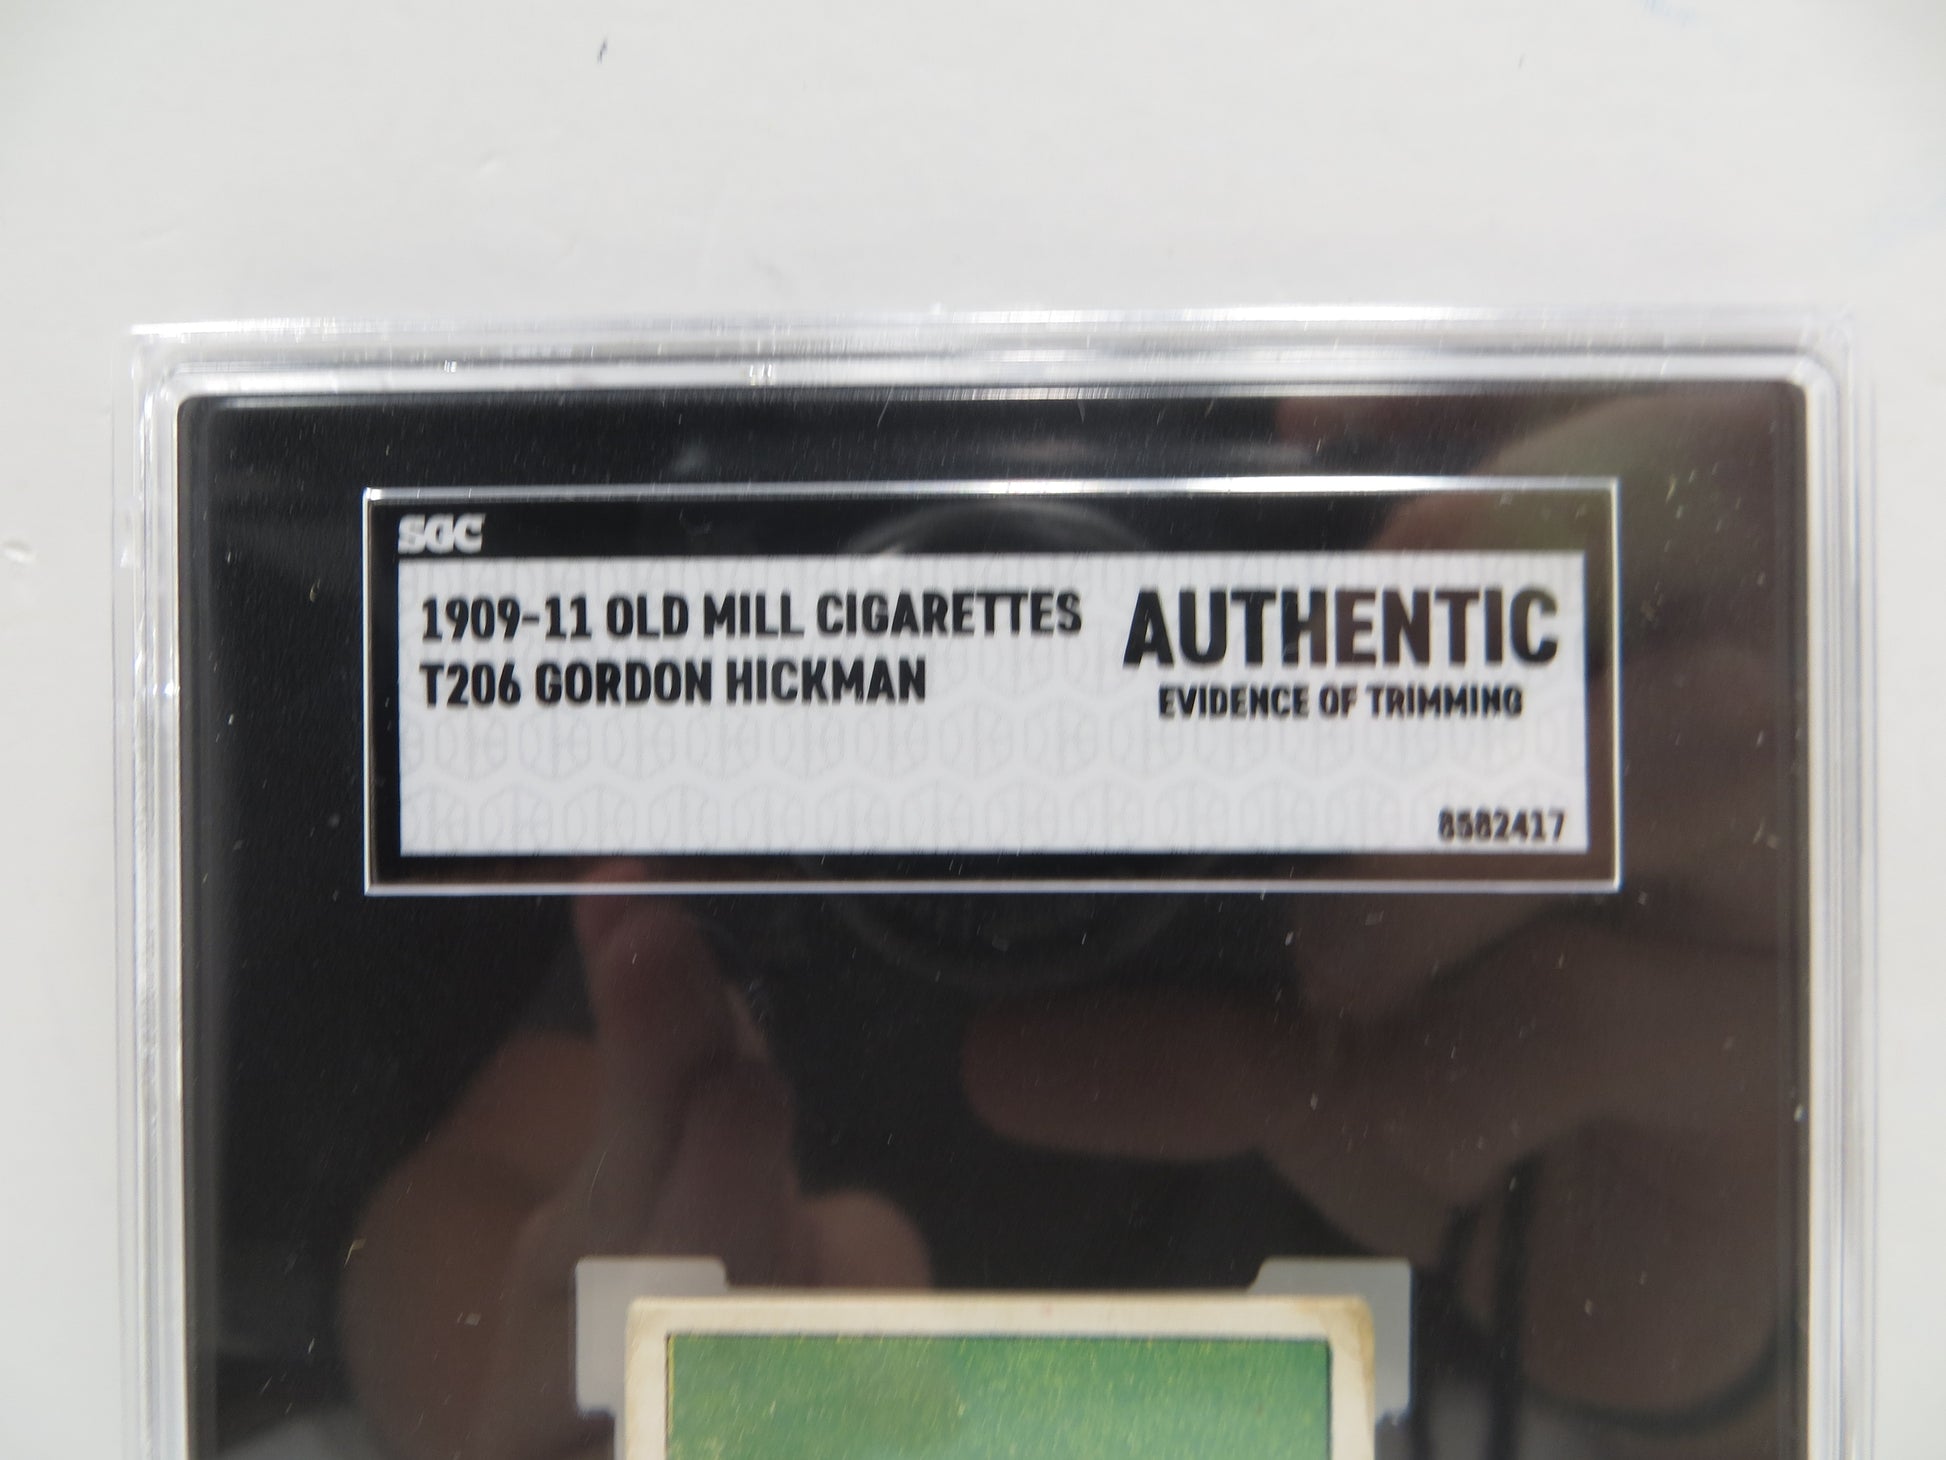 SGC
1909-11 OLD MILL CIGARETTES
T206 GORDON HICKMAN
AUTHENTIC
EVIDENCE OF TRIMMING
8582417